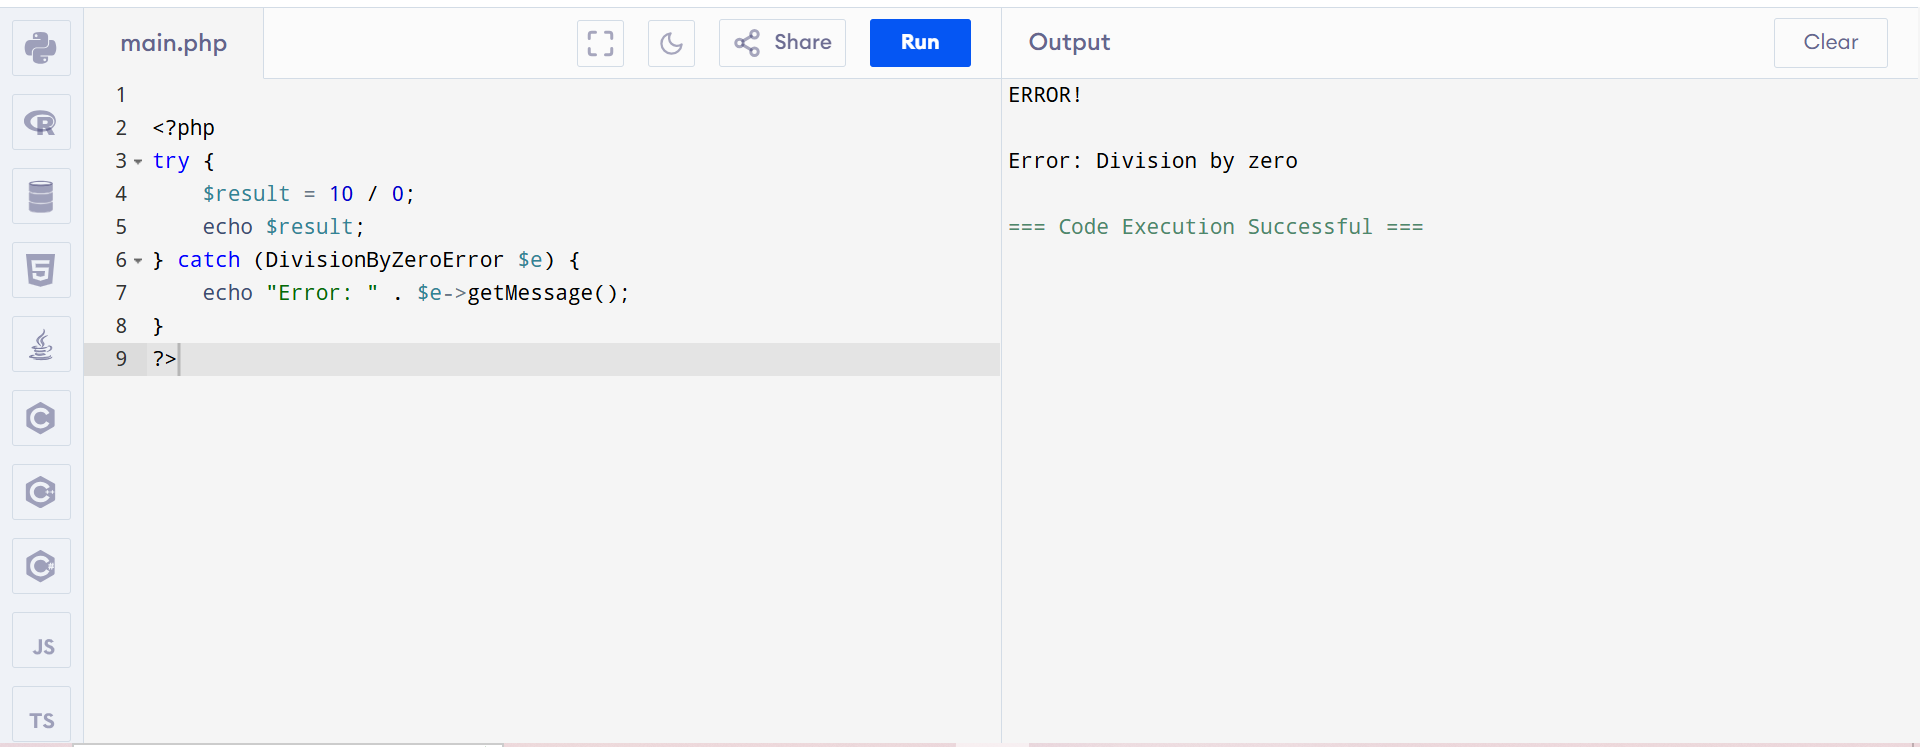 main.php
Share
Run
Output
Clear
1
2 <?php
3 try {
4     $result = 10 / 0;
5     echo $result;
6 } catch (DivisionByZeroError $e) {
7     echo "Error: " . $e->getMessage();
8 }
9 ?>
ERROR!
Error: Division by zero
=== Code Execution Successful ===
R
5
C
C++
C#
JS
TS